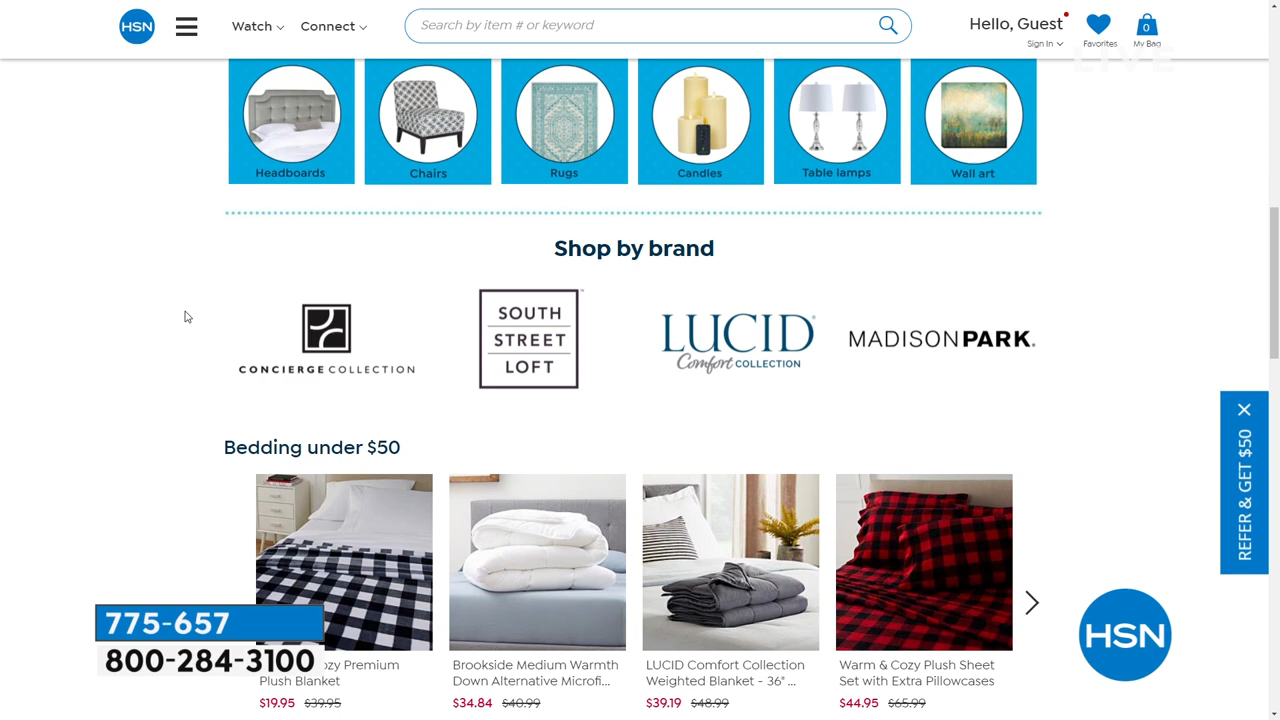 HSN
Watch
Connect
Search by item # or keyword
Hello, Guest
Sign In
Favorites
0
My Bag
LIVE
Headboards
Chairs
Rugs
Candles
Table lamps
Wall art
Shop by brand
CONCIERGE COLLECTION
SOUTH
STREET
LOFT
LUCID
Comfort COLLECTION
MADISON PARK.
Bedding under $50
REFER & GET $50
775-657
800-284-3100
HSN
ozy Premium
Plush Blanket
$19.95 $39.95
Brookside Medium Warmth
Down Alternative Microfi...
$34.84 $40.99
LUCID Comfort Collection
Weighted Blanket - 36" ...
$39.19 $48.99
Warm & Cozy Plush Sheet
Set with Extra Pillowcases
$44.95 $65.99